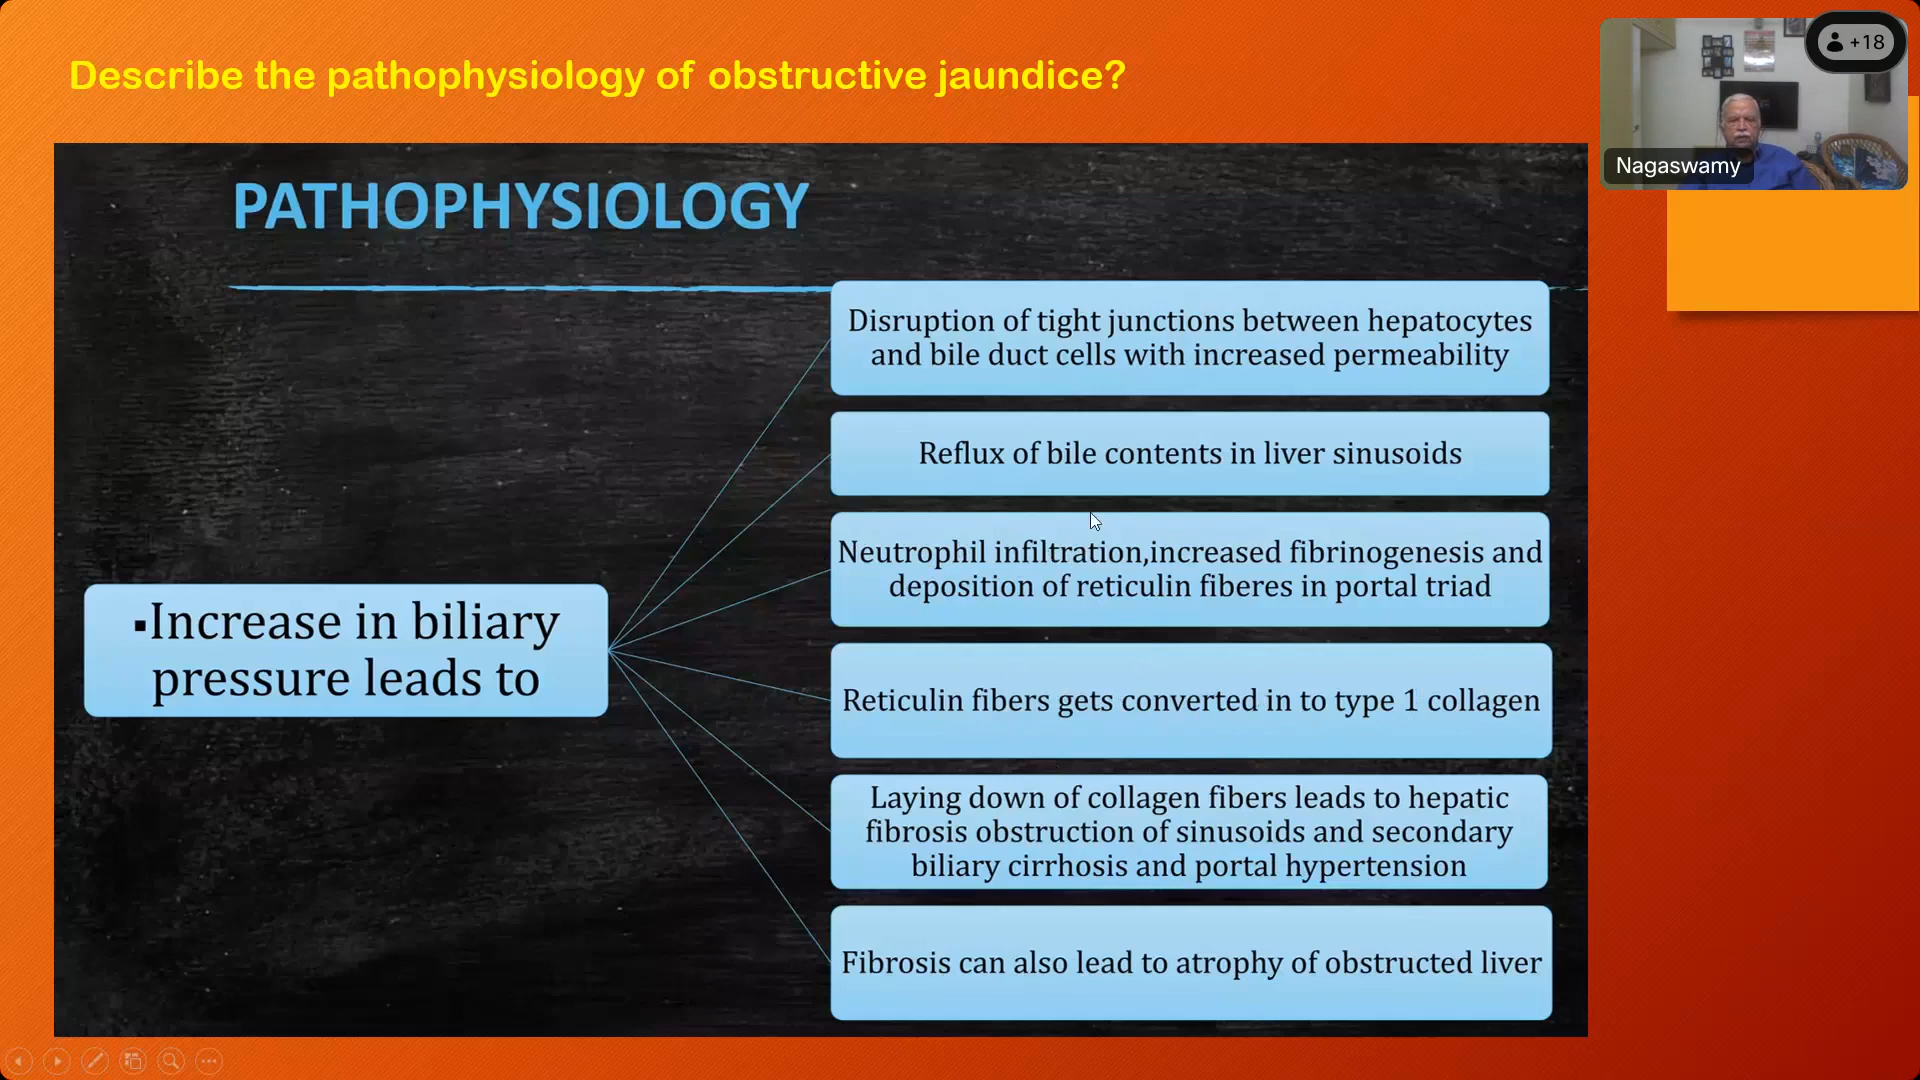 Describe the pathophysiology of obstructive jaundice?
+18
Nagaswamy
PATHOPHYSIOLOGY
▪Increase in biliary
pressure leads to
Disruption of tight junctions between hepatocytes
and bile duct cells with increased permeability
Reflux of bile contents in liver sinusoids
Neutrophil infiltration,increased fibrinogenesis and
deposition of reticulin fiberes in portal triad
Reticulin fibers gets converted in to type 1 collagen
Laying down of collagen fibers leads to hepatic
fibrosis obstruction of sinusoids and secondary
biliary cirrhosis and portal hypertension
Fibrosis can also lead to atrophy of obstructed liver